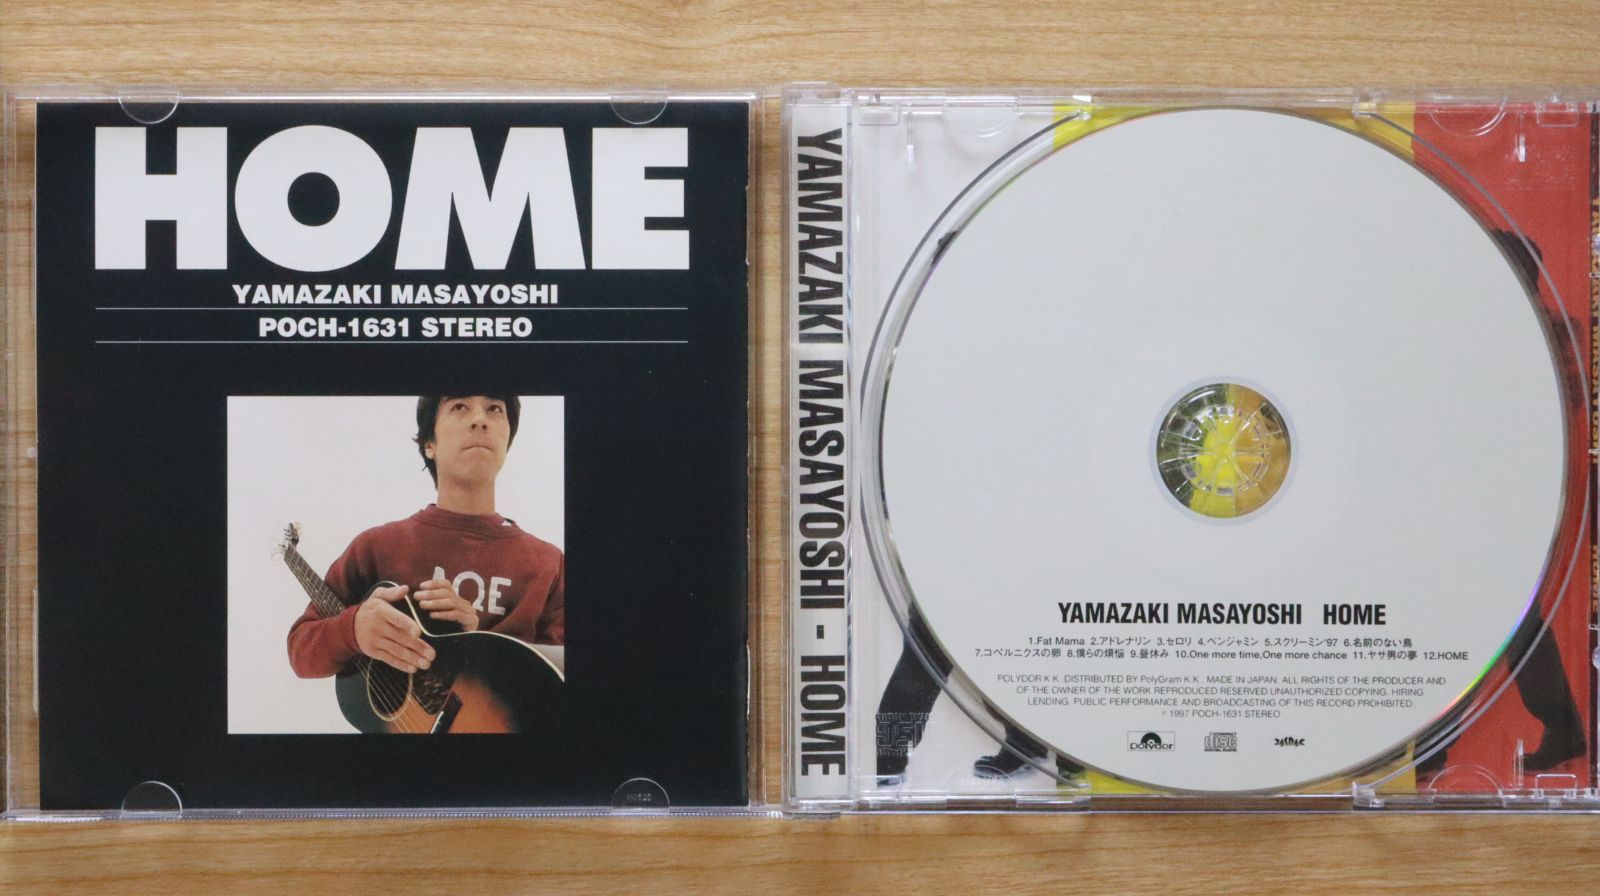 HOME
YAMAZAKI MASAYOSHI
POCH-1631 STEREO
YAMAZAKI MASAYOSHI - HOME
YAMAZAKI MASAYOSHI HOME
1.Fat Mama 2.アドレナリン 3.セロリ 4.ベンジャミン 5.スクリーミン'97 6.名前のない鳥
7.コペルニクスの卵 8.僕らの煩悩 9.昼休み 10.One more time,One more chance 11.ヤサ男の夢 12.HOME
POLYDOR K.K. DISTRIBUTED BY PolyGram K.K. MADE IN JAPAN. ALL RIGHTS OF THE PRODUCER AND
OF THE OWNER OF THE WORK REPRODUCED RESERVED.UNAUTHORIZED COPYING. HIRING.
LENDING. PUBLIC PERFORMANCE AND BROADCASTING OF THIS RECORD PROHIBITED.
℗ 1997 POCH-1631 STEREO
polydor
COMPACT disc DIGITAL AUDIO
JASRAC